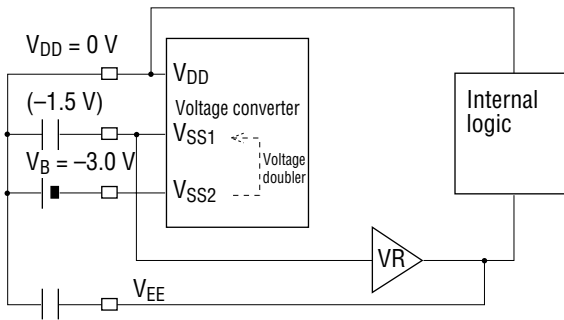 VDD = 0 V
VDD
(–1.5 V)
Voltage converter
Internal
logic
VSS1
VB = –3.0 V
Voltage
doubler
VSS2
VR
VEE